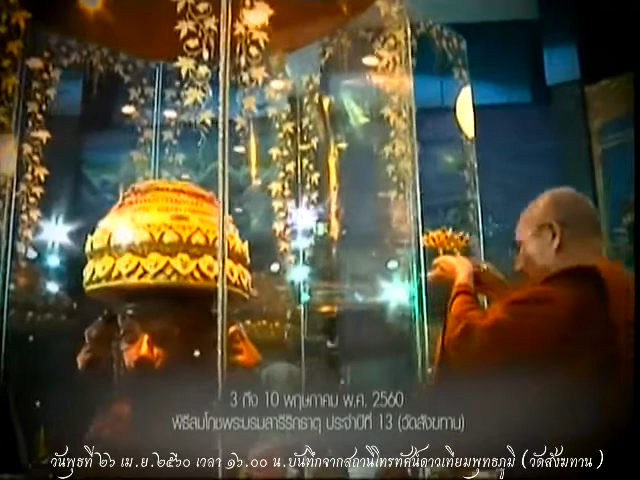 3 ถึง 10 พฤษภาคม พ.ศ. 2560
พิธีสมโภชพระบรมสารีริกธาตุ ประจำปีที่ 13 (วัดสังฆทาน)
วันพุธที่ ๒๖ เม.ย.๒๕๖๐ เวลา ๑๖.๐๐ น.บันทึกจากสถานีโทรทัศน์ดาวเทียมพุทธภูมิ (วัดสังฆทาน)